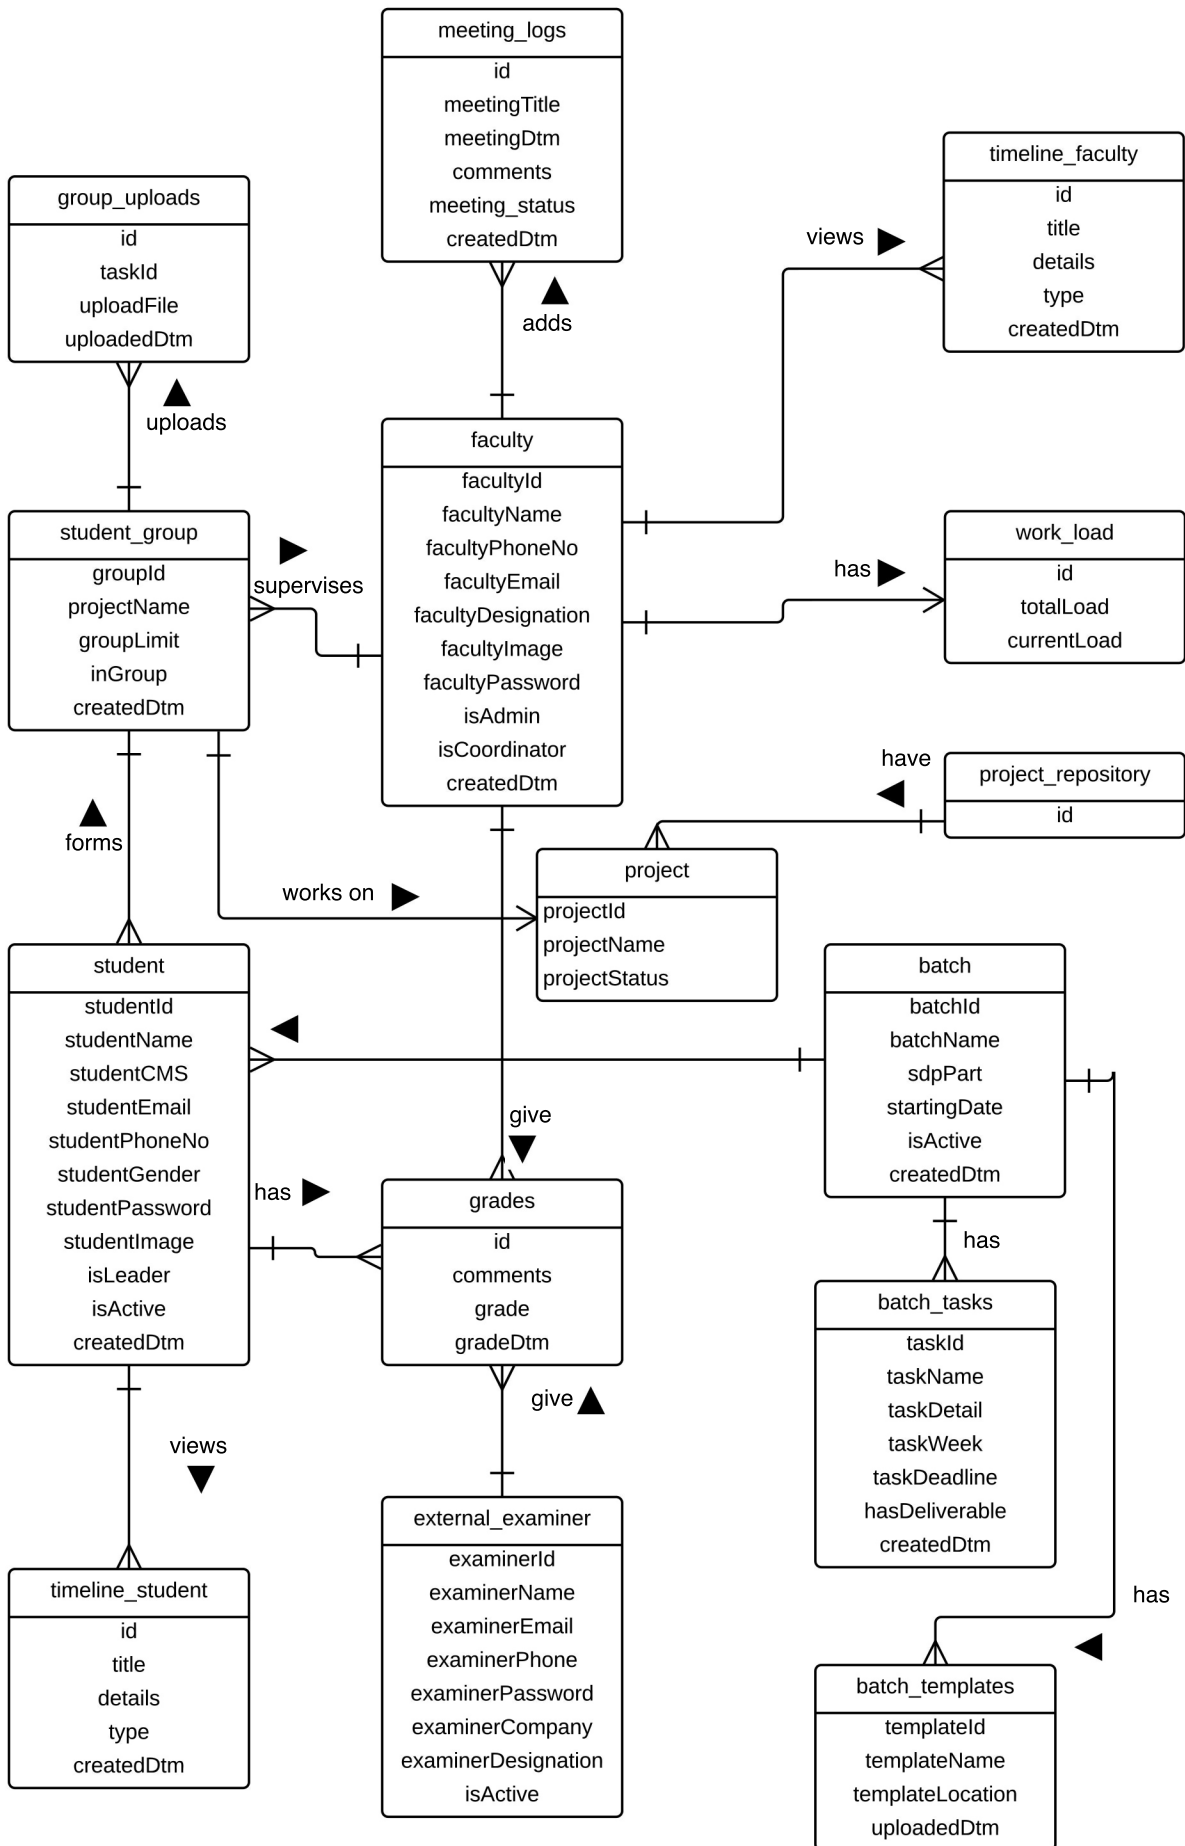 meeting_logs
id
meetingTitle
meetingDtm
comments
meeting_status
createdDtm
adds
timeline_faculty
id
title
details
type
createdDtm
views
group_uploads
id
taskId
uploadFile
uploadedDtm
uploads
faculty
facultyId
facultyName
facultyPhoneNo
facultyEmail
facultyDesignation
facultyImage
facultyPassword
isAdmin
isCoordinator
createdDtm
student_group
groupId
projectName
groupLimit
inGroup
createdDtm
supervises
work_load
id
totalLoad
currentLoad
has
project_repository
id
have
forms
works on
project
projectId
projectName
projectStatus
student
studentId
studentName
studentCMS
studentEmail
studentPhoneNo
studentGender
studentPassword
studentImage
isLeader
isActive
createdDtm
batch
batchId
batchName
sdpPart
startingDate
isActive
createdDtm
give
has
grades
id
comments
grade
gradeDtm
has
batch_tasks
taskId
taskName
taskDetail
taskWeek
taskDeadline
hasDeliverable
createdDtm
give
views
external_examiner
examinerId
examinerName
examinerEmail
examinerPhone
examinerPassword
examinerCompany
examinerDesignation
isActive
timeline_student
id
title
details
type
createdDtm
has
batch_templates
templateId
templateName
templateLocation
uploadedDtm